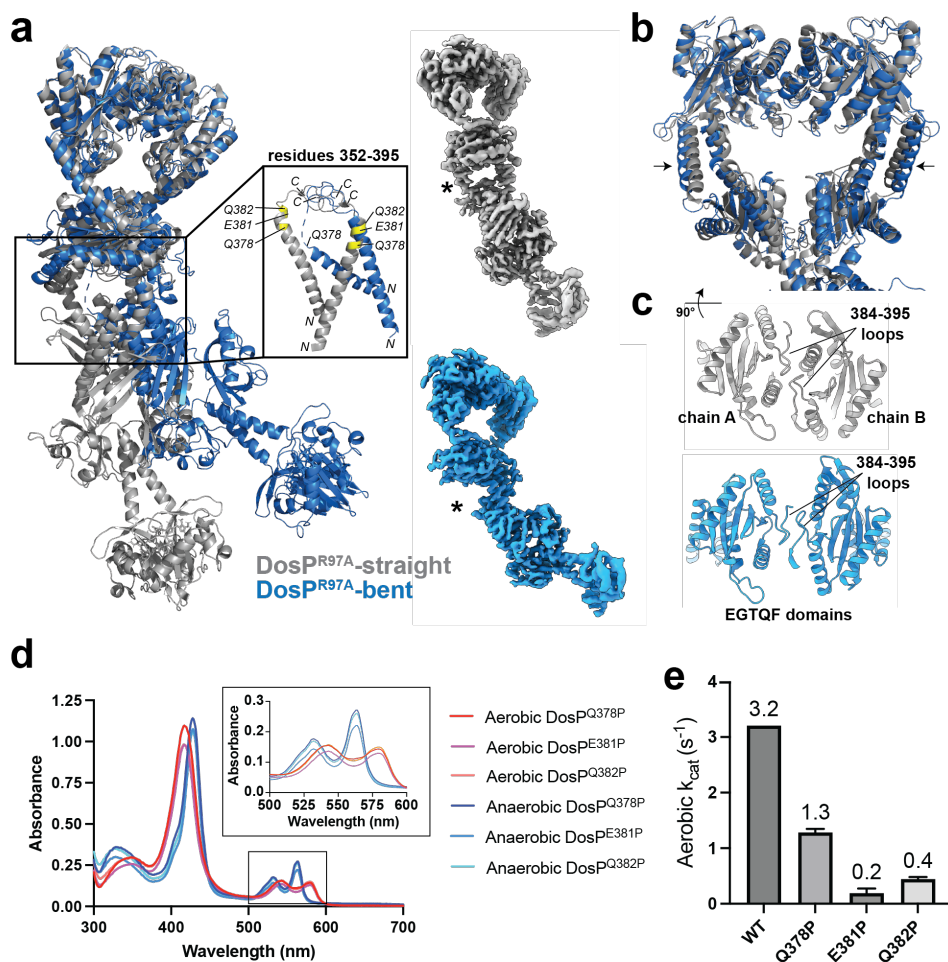 a
residues 352-395
C
C
C
Q382
E381
Q378
Q378
Q382
E381
Q378
N
N
N
N
*
*
DosPR97A-straight
DosPR97A-bent
b
c
90°
384-395
loops
chain A
chain B
384-395
loops
EGTQF domains
d
Absorbance
1.25
1.00
0.75
0.50
0.25
0.00
300
400
500
600
700
Wavelength (nm)
Absorbance
0.3
0.2
0.1
0.0
500
520
540
560
580
600
Wavelength (nm)
Aerobic DosPQ378P
Aerobic DosPE381P
Aerobic DosPQ382P
Anaerobic DosPQ378P
Anaerobic DosPE381P
Anaerobic DosPQ382P
e
Aerobic kcat (s-1)
4
3
2
1
0
3.2
1.3
0.2
0.4
WT
Q378P
E381P
Q382P